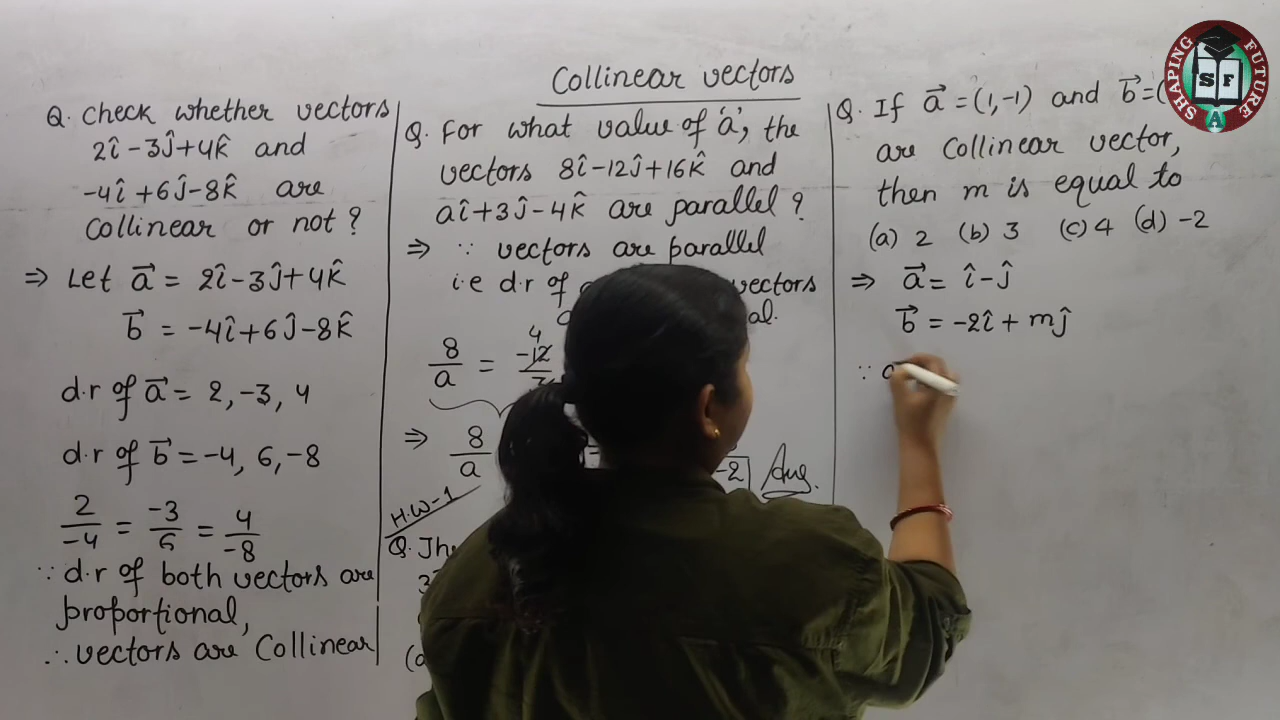 Collinear vectors
Q. Check whether vectors
2î - 3ĵ + 4k̂ and
-4î + 6ĵ - 8k̂ are
Collinear or not ?
⇒ Let a⃗ = 2î - 3ĵ + 4k̂
b⃗ = -4î + 6ĵ - 8k̂
d.r of a⃗ = 2, -3, 4
d.r of b⃗ = -4, 6, -8
2/-4 = -3/6 = 4/-8
∵ d.r of both vectors are
proportional,
∴ vectors are Collinear
Q. For what value of 'a', the
vectors 8î - 12ĵ + 16k̂ and
aî + 3ĵ - 4k̂ are parallel ?
⇒ ∵ vectors are parallel
i.e d.r of vectors
8/a = -12
4
⇒ 8/a
-2 Ans.
H.W-1
Q.
(a
Q. If a⃗ = (1, -1) and b⃗ = (
are Collinear vector,
then m is equal to
(a) 2 (b) 3 (c) 4 (d) -2
⇒ a⃗ = î - ĵ
b⃗ = -2î + mĵ
∵ a
SHAPING FUTURE
S F
A